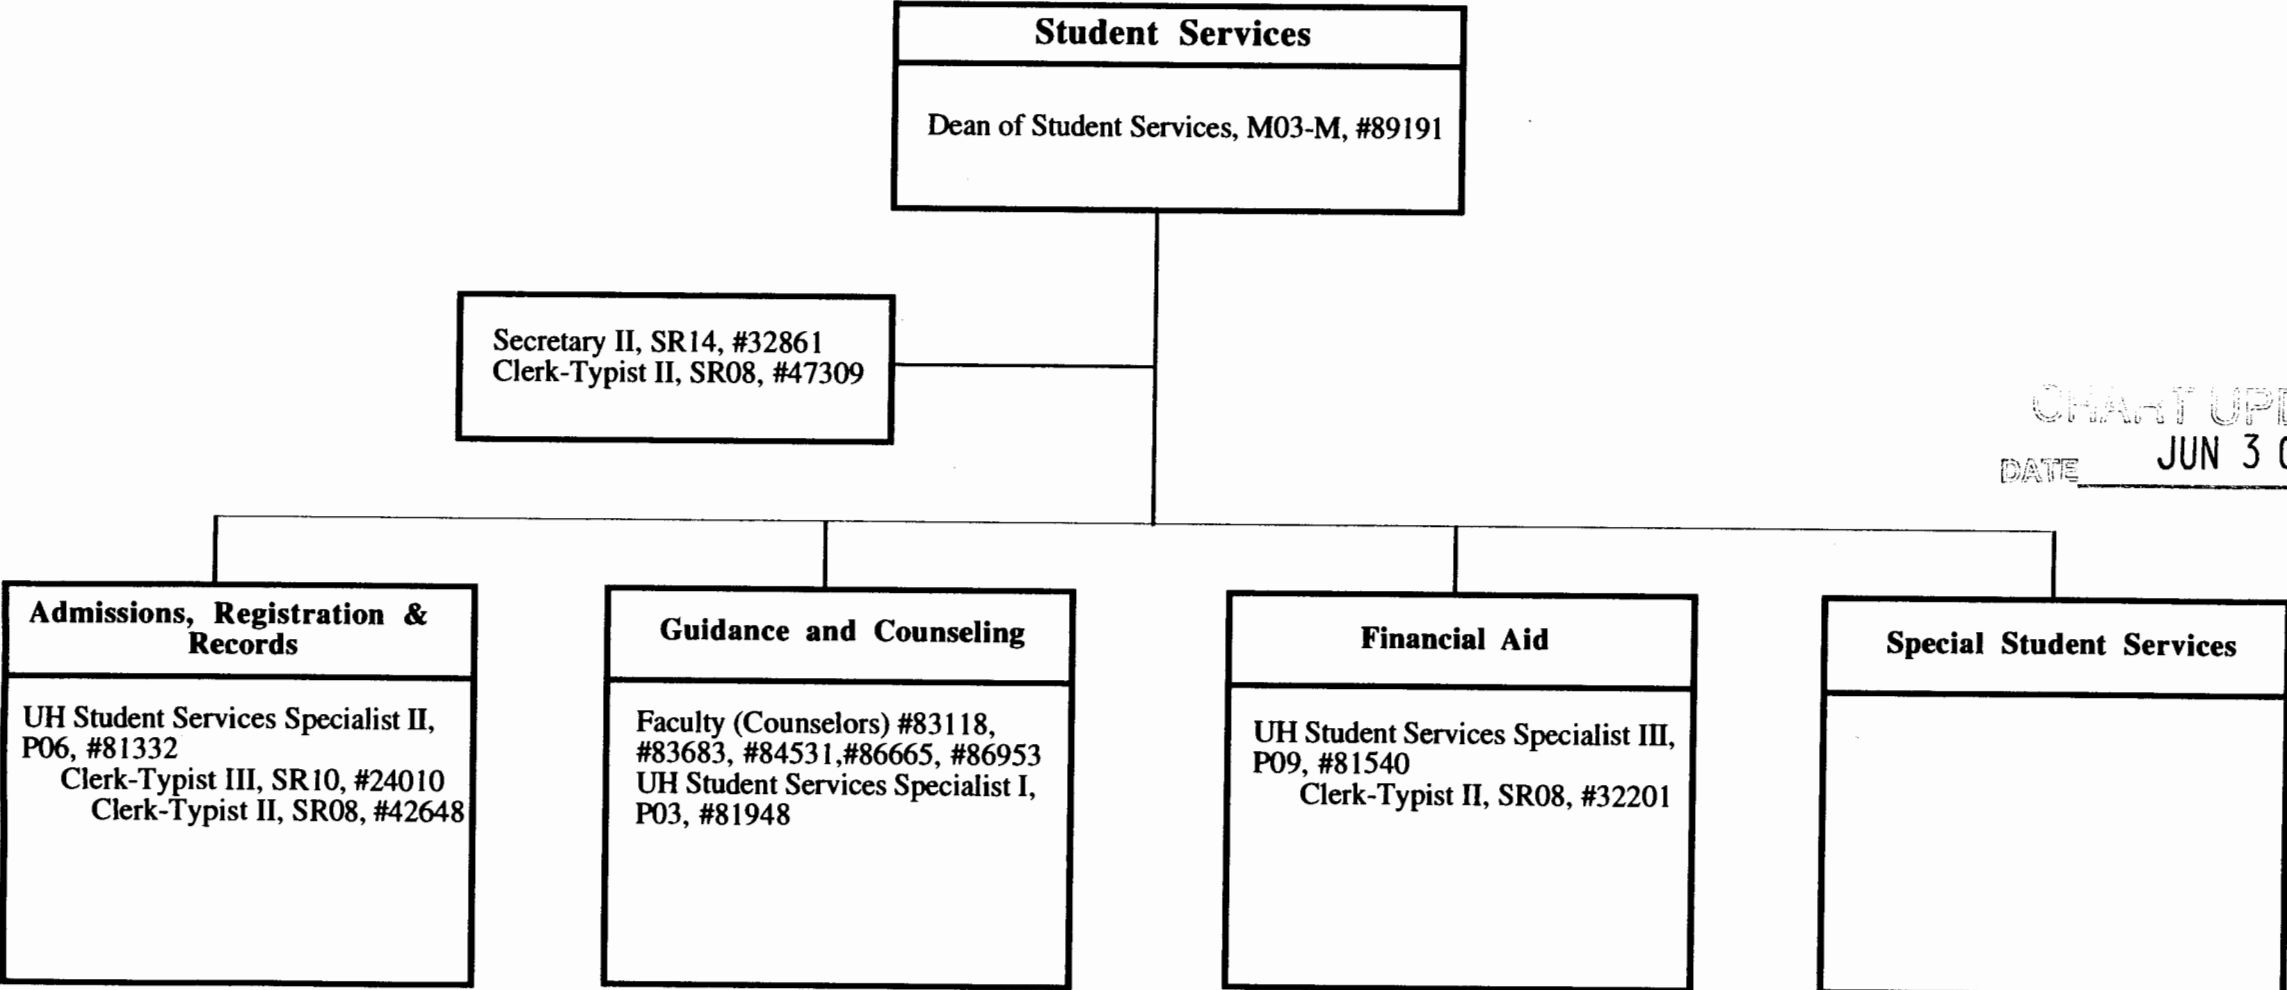 Student Services
Dean of Student Services, M03-M, #89191
Secretary II, SR14, #32861
Clerk-Typist II, SR08, #47309
CHART
DATE JUN 3
Admissions, Registration &
Records
UH Student Services Specialist II,
P06, #81332
Clerk-Typist III, SR10, #24010
Clerk-Typist II, SR08, #42648
Guidance and Counseling
Faculty (Counselors) #83118,
#83683, #84531,#86665, #86953
UH Student Services Specialist I,
P03, #81948
Financial Aid
UH Student Services Specialist III,
P09, #81540
Clerk-Typist II, SR08, #32201
Special Student Services